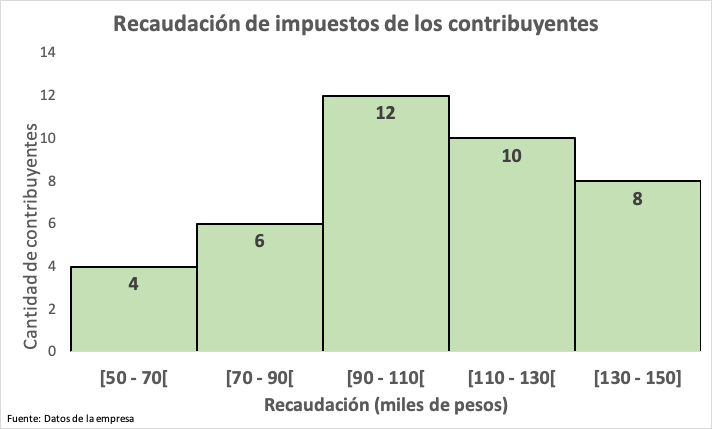 Recaudación de impuestos de los contribuyentes
14
12
10
8
6
4
2
0
Cantidad de contribuyentes
4
6
12
10
8
[50 - 70[
[70 - 90[
[90 - 110[
[110 - 130[
[130 - 150]
Recaudación (miles de pesos)
Fuente: Datos de la empresa